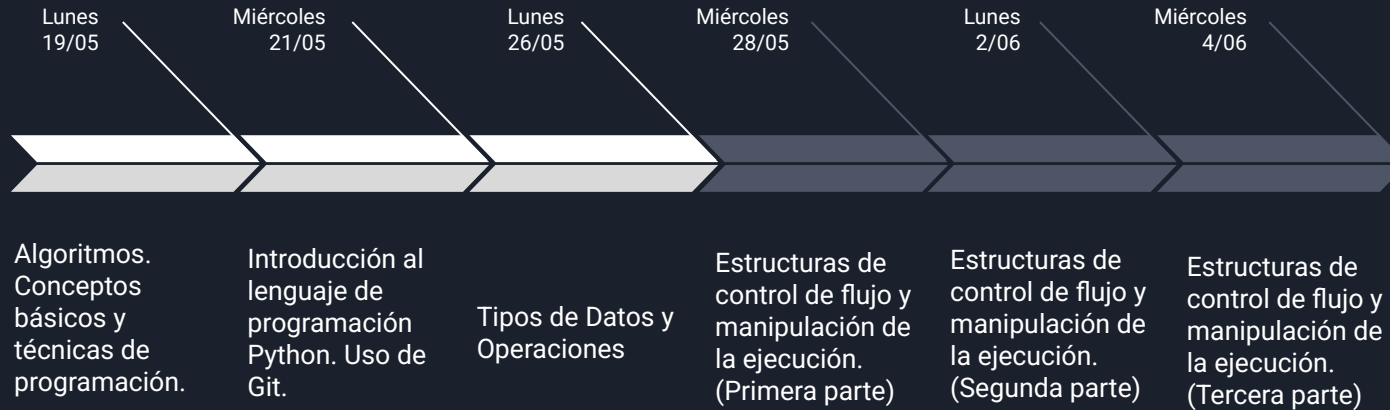 Lunes
19/05
Miércoles
21/05
Lunes
26/05
Miércoles
28/05
Lunes
2/06
Miércoles
4/06
Algoritmos.
Conceptos
básicos y
técnicas de
programación.
Introducción al
lenguaje de
programación
Python. Uso de
Git.
Tipos de Datos y
Operaciones
Estructuras de
control de flujo y
manipulación de
la ejecución.
(Primera parte)
Estructuras de
control de flujo y
manipulación de
la ejecución.
(Segunda parte)
Estructuras de
control de flujo y
manipulación de
la ejecución.
(Tercera parte)